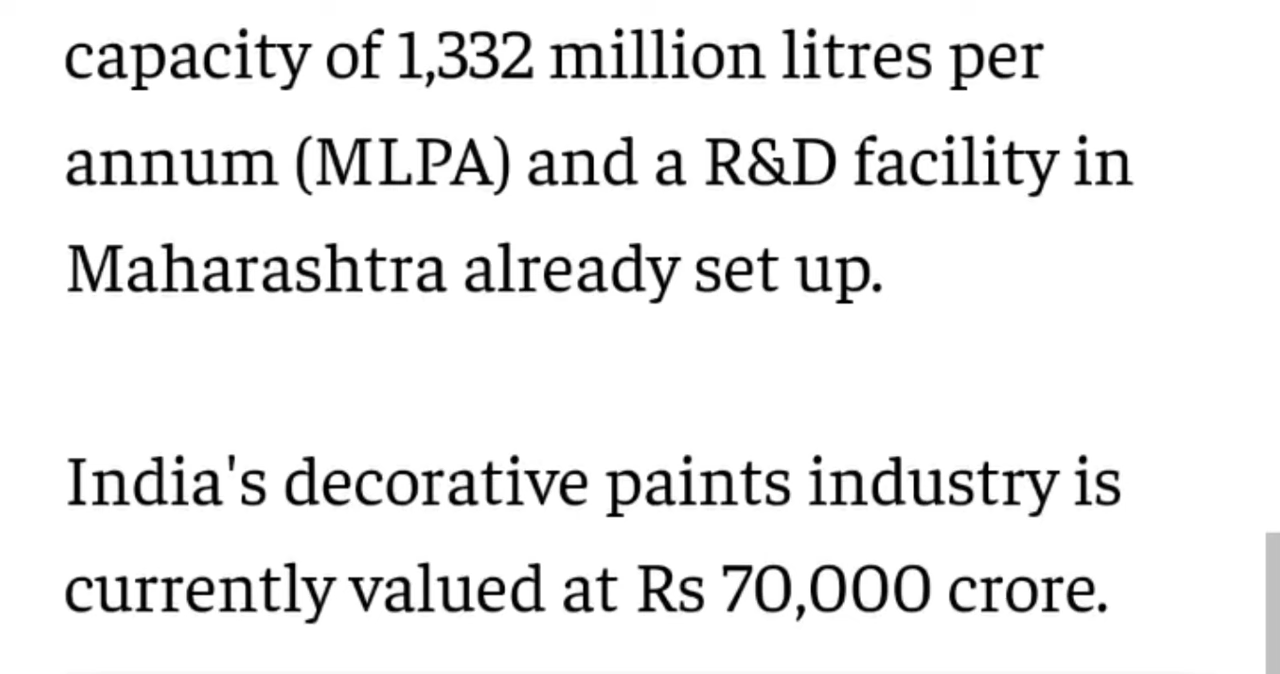 capacity of 1,332 million litres per
annum (MLPA) and a R&D facility in
Maharashtra already set up.
India's decorative paints industry is
currently valued at Rs 70,000 crore.